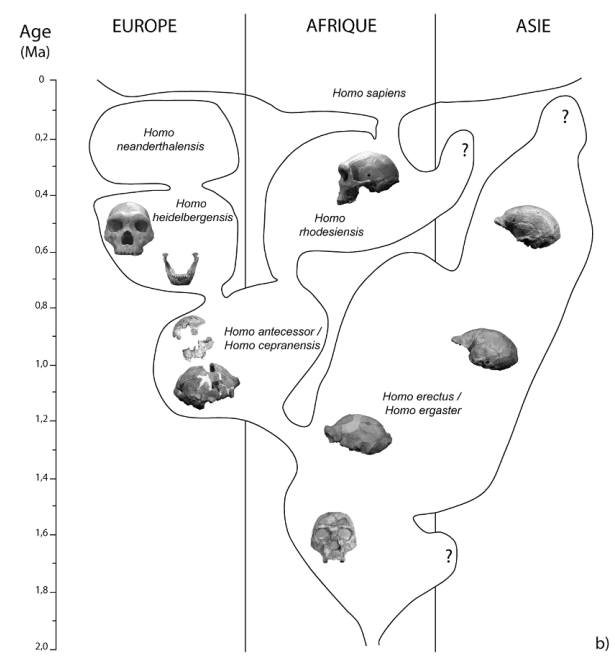 EUROPE
AFRIQUE
ASIE
Age
(Ma)
0
0,2
0,4
0,6
0,8
1,0
1,2
1,4
1,6
1,8
2,0
Homo sapiens
Homo
neanderthalensis
?
?
Homo
heidelbergensis
Homo
rhodesiensis
Homo antecessor /
Homo cepranensis
Homo erectus /
Homo ergaster
?
b)